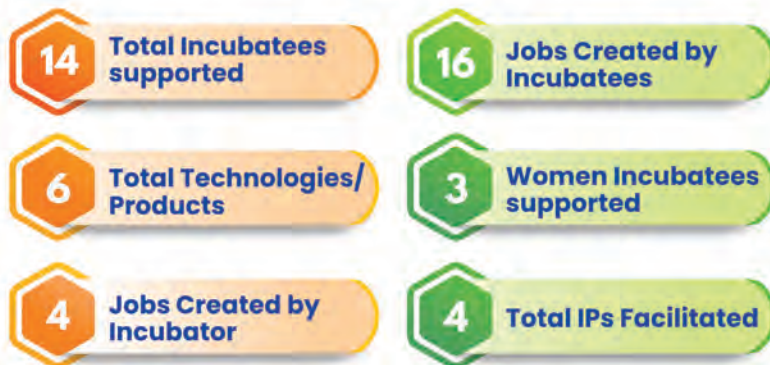 14
Total Incubatees
supported
16
Jobs Created by
Incubatees
6
Total Technologies/
Products
3
Women Incubatees
supported
4
Jobs Created by
Incubator
4
Total IPs Facilitated